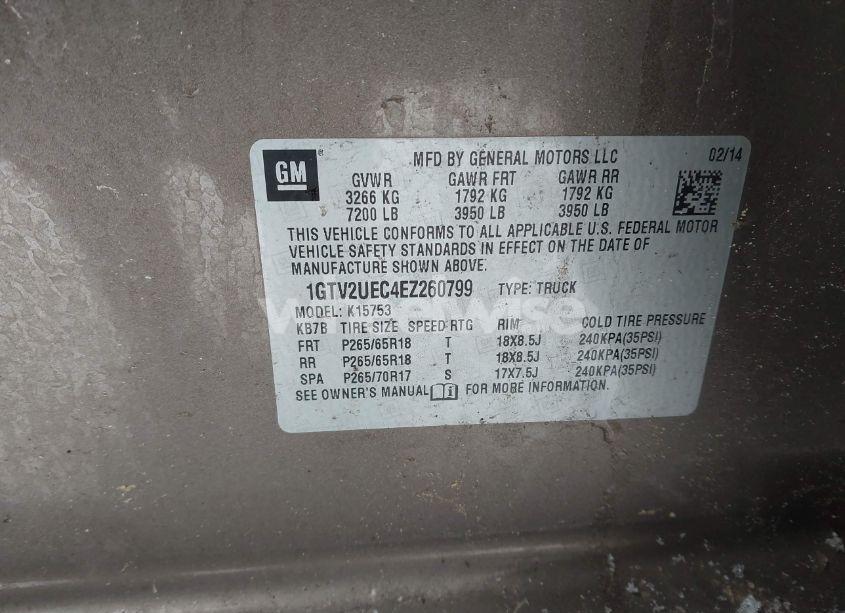 GM
MFD BY GENERAL MOTORS LLC 02/14
GVWR GAWR FRT GAWR RR
3266 KG 1792 KG 1792 KG
7200 LB 3950 LB 3950 LB
THIS VEHICLE CONFORMS TO ALL APPLICABLE U.S. FEDERAL MOTOR
VEHICLE SAFETY STANDARDS IN EFFECT ON THE DATE OF
MANUFACTURE SHOWN ABOVE.
1GTV2UEC4EZ260799 TYPE: TRUCK
MODEL: K15753
KB7B TIRE SIZE SPEED RTG RIM COLD TIRE PRESSURE
FRT P265/65R18 T 18X8.5J 240KPA(35PSI)
RR P265/65R18 T 18X8.5J 240KPA(35PSI)
SPA P265/70R17 S 17X7.5J 240KPA(35PSI)
SEE OWNER'S MANUAL FOR MORE INFORMATION.